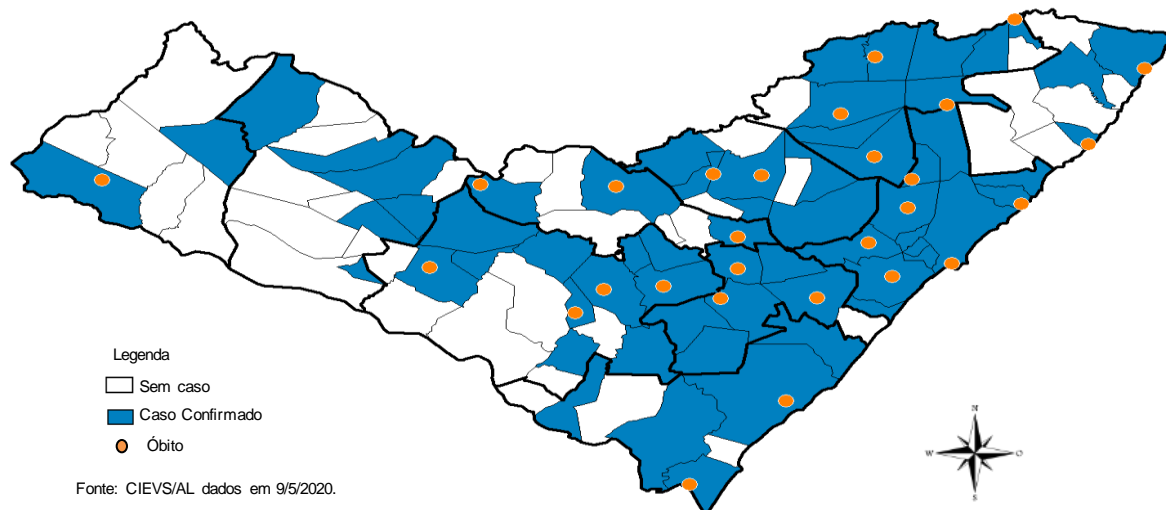 Legenda
Sem caso
Caso Confirmado
Óbito
Fonte: CIEVS/AL dados em 9/5/2020.
N
W O
S